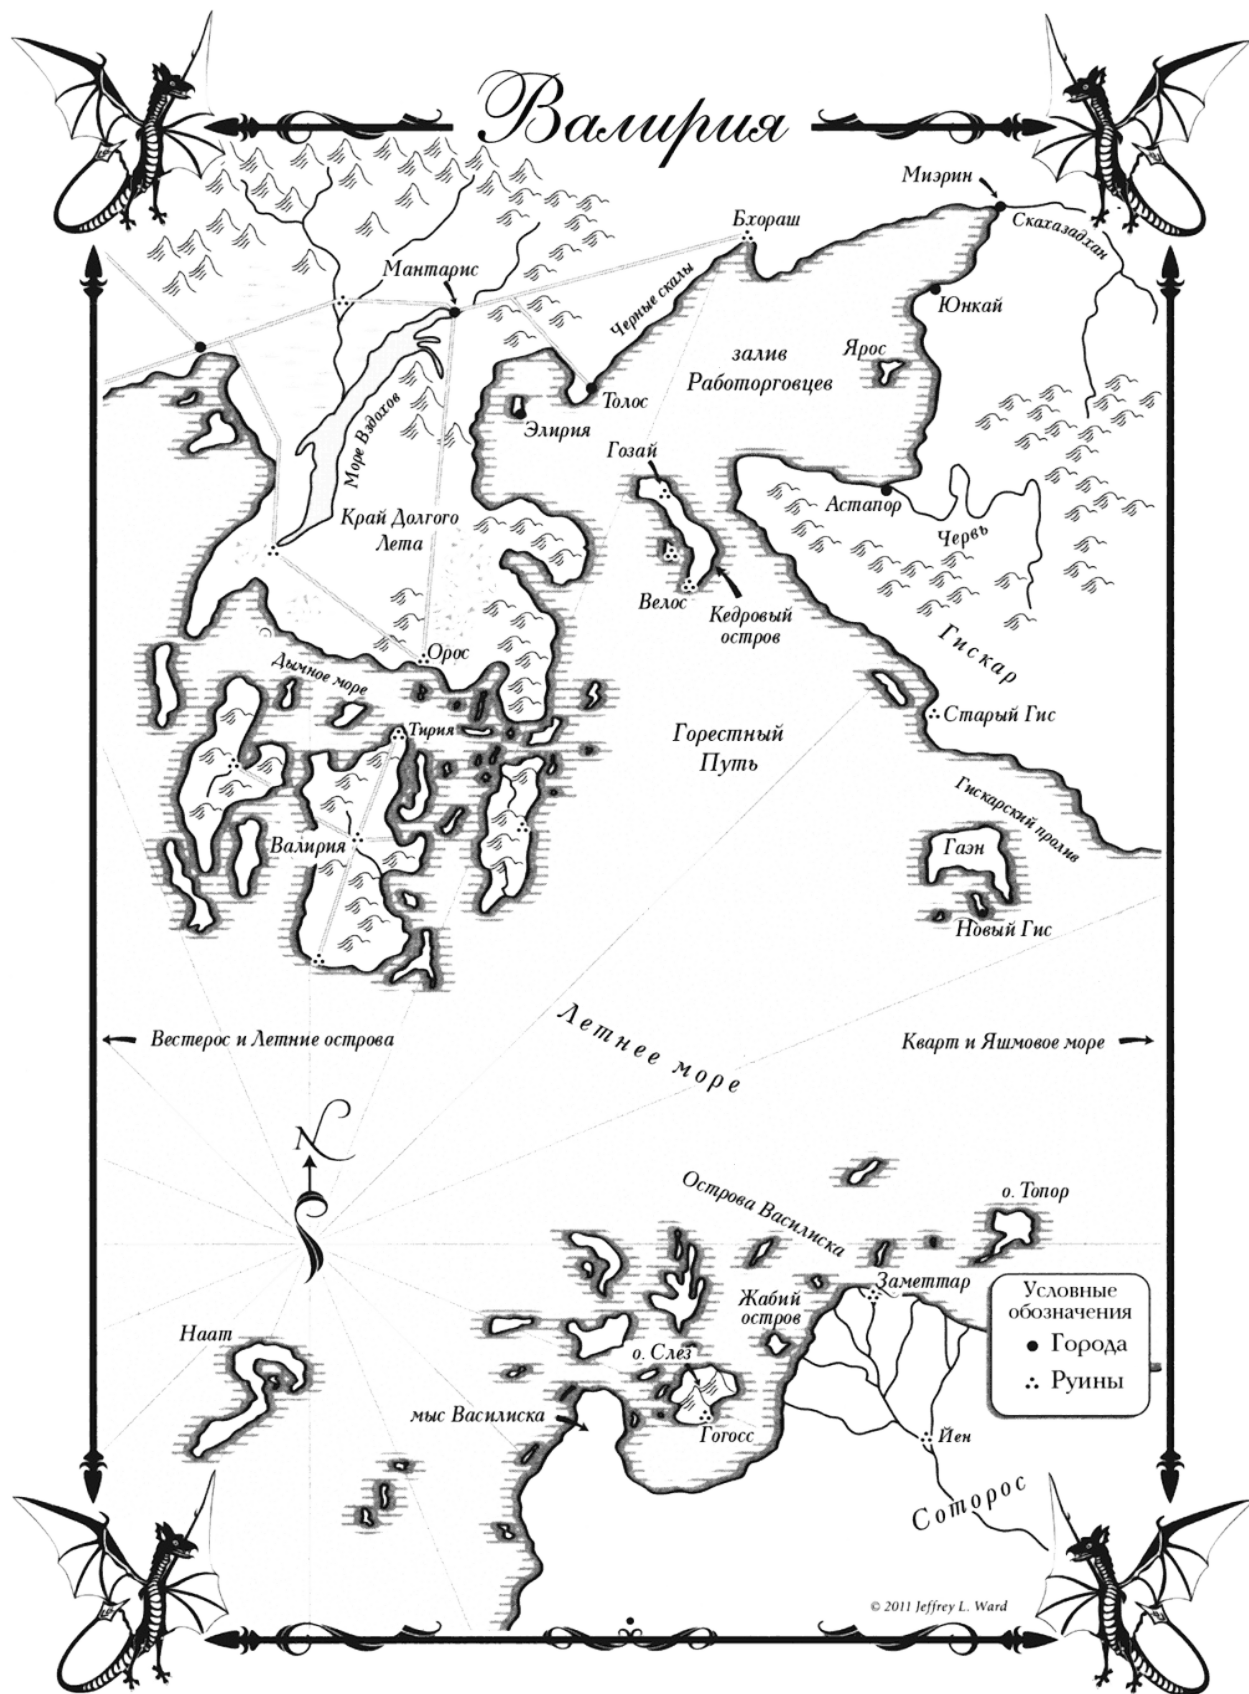 Валирия
Миэрин
Скахазадхан
Бхораш
Мантарис
Черные скалы
Юнкай
залив
Работорговцев
Ярос
Толос
Элирия
Море Вздохов
Гозай
Астапор
Край Долгого
Лета
Червь
Велос
Кедровый
остров
Гискар
Орос
Дымное море
Старый Гис
Тирия
Горестный
Путь
Гискарский пролив
Валирия
Гаэн
Новый Гис
Летнее море
Вестерос и Летние острова
Кварт и Яшмовое море
N
Острова Василиска
о. Топор
Заметтар
Условные
обозначения
Города
Руины
Жабий
остров
Наат
о. Слез
мыс Василиска
Гогосс
Йен
Соторос
© 2011 Jeffrey L. Ward